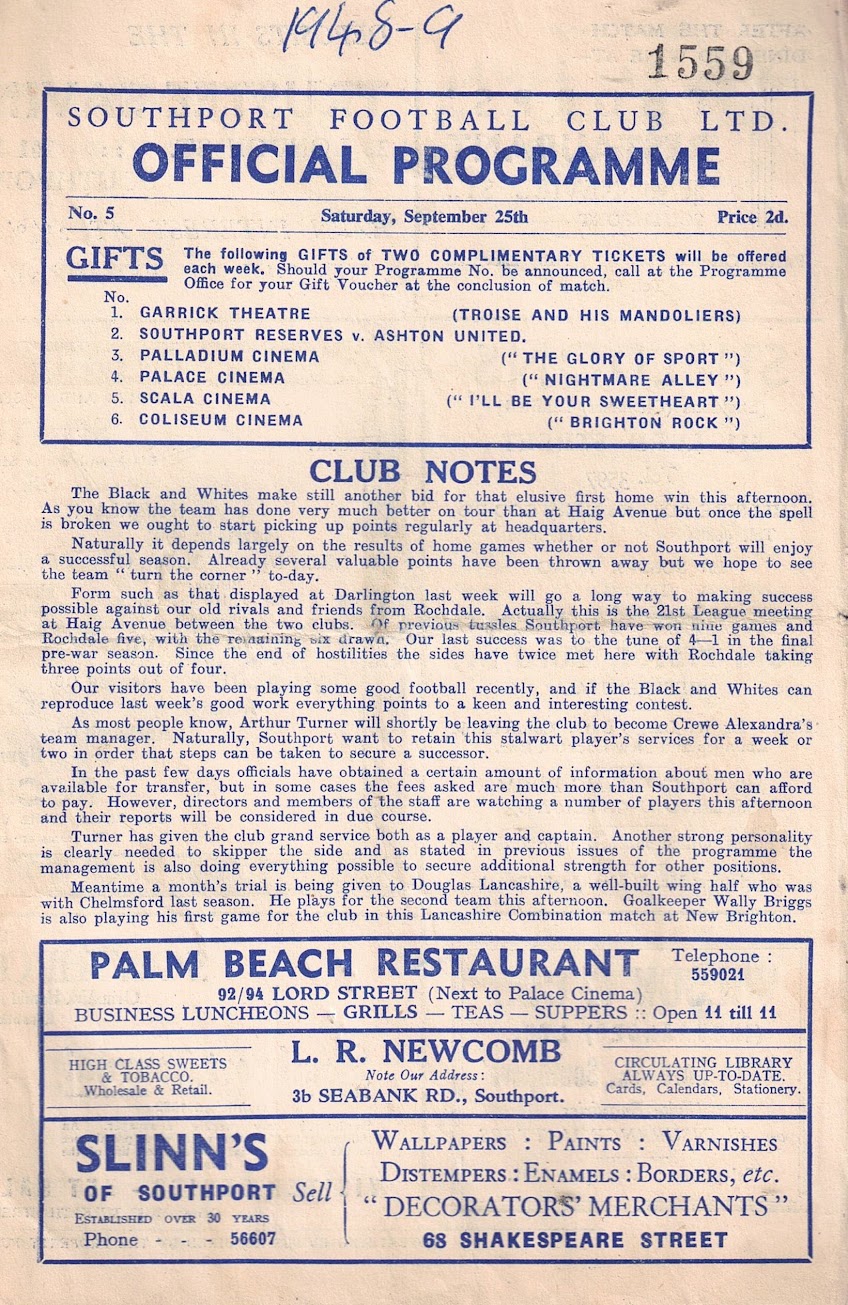 1948-9
1559
SOUTHPORT FOOTBALL CLUB LTD.
OFFICIAL PROGRAMME
No. 5 Saturday, September 25th Price 2d.
GIFTS The following GIFTS of TWO COMPLIMENTARY TICKETS will be offered
each week. Should your Programme No. be announced, call at the Programme
Office for your Gift Voucher at the conclusion of match.
No.
1. GARRICK THEATRE (TROISE AND HIS MANDOLIERS)
2. SOUTHPORT RESERVES v. ASHTON UNITED.
3. PALLADIUM CINEMA (“ THE GLORY OF SPORT ”)
4. PALACE CINEMA (“ NIGHTMARE ALLEY ”)
5. SCALA CINEMA (“ I'LL BE YOUR SWEETHEART ”)
6. COLISEUM CINEMA (“ BRIGHTON ROCK ”)
CLUB NOTES
The Black and Whites make still another bid for that elusive first home win this afternoon.
As you know the team has done very much better on tour than at Haig Avenue but once the spell
is broken we ought to start picking up points regularly at headquarters.
Naturally it depends largely on the results of home games whether or not Southport will enjoy
a successful season. Already several valuable points have been thrown away but we hope to see
the team “ turn the corner ” to-day.
Form such as that displayed at Darlington last week will go a long way to making success
possible against our old rivals and friends from Rochdale. Actually this is the 21st League meeting
at Haig Avenue between the two clubs. Of previous tussles Southport have won nine games and
Rochdale five, with the remaining six drawn. Our last success was to the tune of 4—1 in the final
pre-war season. Since the end of hostilities the sides have twice met here with Rochdale taking
three points out of four.
Our visitors have been playing some good football recently, and if the Black and Whites can
reproduce last week's good work everything points to a keen and interesting contest.
As most people know, Arthur Turner will shortly be leaving the club to become Crewe Alexandra's
team manager. Naturally, Southport want to retain this stalwart player's services for a week or
two in order that steps can be taken to secure a successor.
In the past few days officials have obtained a certain amount of information about men who are
available for transfer, but in some cases the fees asked are much more than Southport can afford
to pay. However, directors and members of the staff are watching a number of players this afternoon
and their reports will be considered in due course.
Turner has given the club grand service both as a player and captain. Another strong personality
is clearly needed to skipper the side and as stated in previous issues of the programme the
management is also doing everything possible to secure additional strength for other positions.
Meantime a month's trial is being given to Douglas Lancashire, a well-built wing half who was
with Chelmsford last season. He plays for the second team this afternoon. Goalkeeper Wally Briggs
is also playing his first game for the club in this Lancashire Combination match at New Brighton.
PALM BEACH RESTAURANT Telephone :
559021
92/94 LORD STREET (Next to Palace Cinema)
BUSINESS LUNCHEONS — GRILLS — TEAS — SUPPERS :: Open 11 till 11
HIGH CLASS SWEETS
& TOBACCO.
Wholesale & Retail.
L. R. NEWCOMB
Note Our Address:
3b SEABANK RD., Southport.
CIRCULATING LIBRARY
ALWAYS UP-TO-DATE.
Cards, Calendars, Stationery.
SLINN'S
OF SOUTHPORT
ESTABLISHED OVER 30 YEARS
Phone - - - 56607
Sell
WALLPAPERS : PAINTS : VARNISHES
DISTEMPERS : ENAMELS : BORDERS, etc.
“ DECORATORS' MERCHANTS ”
68 SHAKESPEARE STREET